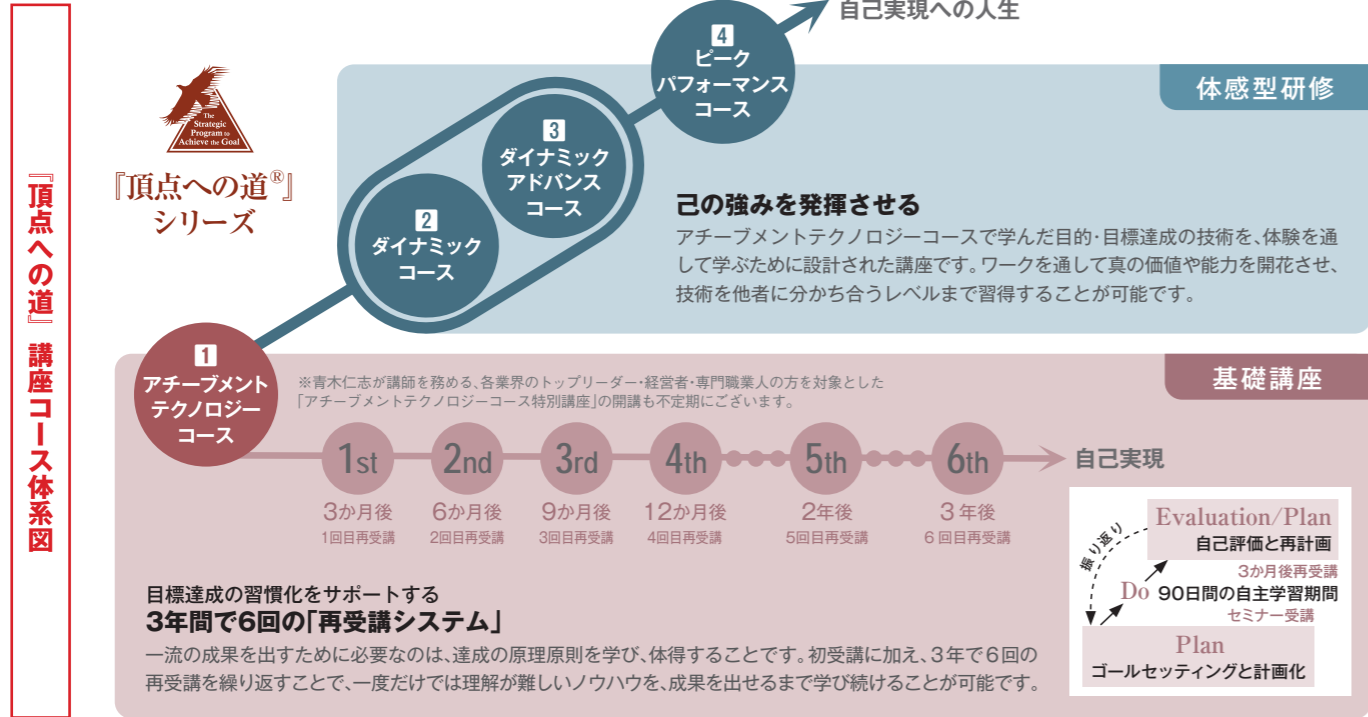 『頂点への道』講座コース体系図
The
Strategic
Program to
Achieve the Goal
『頂点への道®』
シリーズ
自己実現への人生
4
ピーク
パフォーマンス
コース
体感型研修
3
ダイナミック
アドバンス
コース
2
ダイナミック
コース
己の強みを発揮させる
アチーブメントテクノロジーコースで学んだ目的・目標達成の技術を、体験を通
して学ぶために設計された講座です。ワークを通して真の価値や能力を開花させ、
技術を他者に分かち合うレベルまで習得することが可能です。
1
アチーブメント
テクノロジー
コース
基礎講座
※青木仁志が講師を務める、各業界のトップリーダー・経営者・専門職業人の方を対象とした
「アチーブメントテクノロジーコース特別講座」の開講も不定期にございます。
1st 2nd 3rd 4th 5th 6th 自己実現
3か月後 6か月後 9か月後 12か月後 2年後 3年後
1回目再受講 2回目再受講 3回目再受講 4回目再受講 5回目再受講 6回目再受講
目標達成の習慣化をサポートする
3年間で6回の「再受講システム」
一流の成果を出すために必要なのは、達成の原理原則を学び、体得することです。初受講に加え、3年で6回の
再受講を繰り返すことで、一度だけでは理解が難しいノウハウを、成果を出せるまで学び続けることが可能です。
Evaluation/Plan
自己評価と再計画
振り返り
3か月後再受講
Do 90日間の自主学習期間
セミナー受講
Plan
ゴールセッティングと計画化